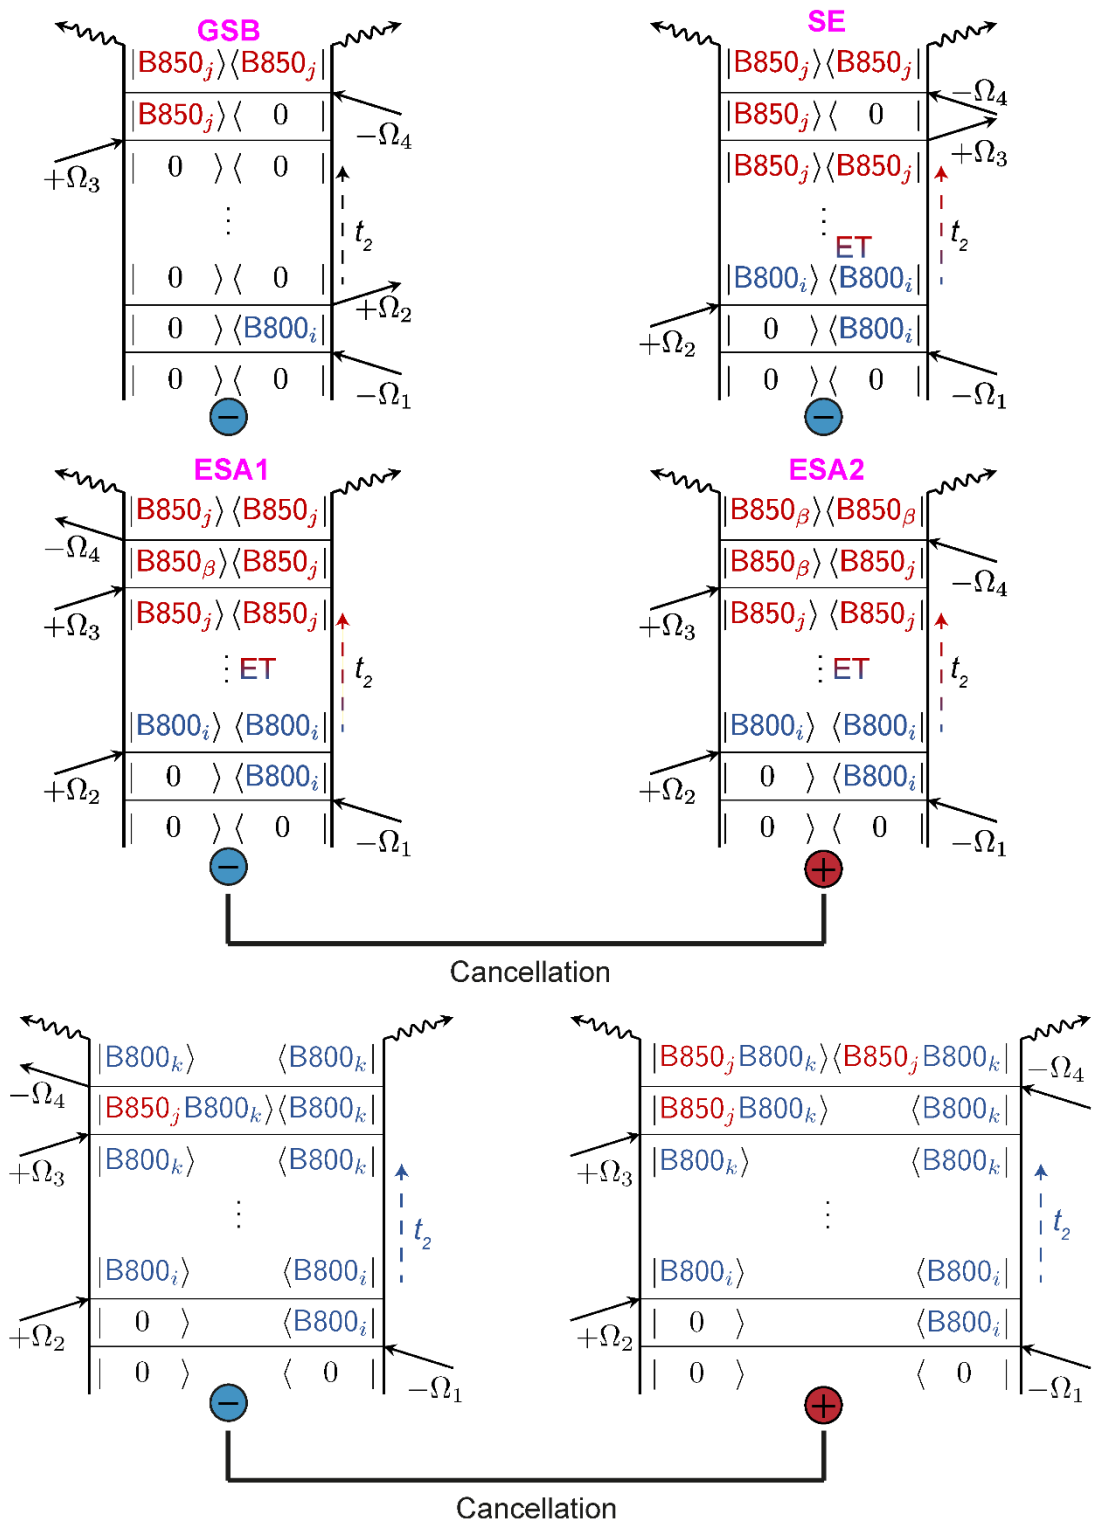 GSB
|B850j⟩⟨B850j|
|B850j⟩⟨ 0 |
−Ω4
+Ω3
| 0 ⟩⟨ 0 |
⋮
t2
| 0 ⟩⟨ 0 |
+Ω2
| 0 ⟩⟨B800i|
| 0 ⟩⟨ 0 |
−Ω1
−
SE
|B850j⟩⟨B850j|
−Ω4
|B850j⟩⟨ 0 |
+Ω3
|B850j⟩⟨B850j|
⋮
t2
ET
|B800i⟩⟨B800i|
+Ω2
| 0 ⟩⟨B800i|
| 0 ⟩⟨ 0 |
−Ω1
−
ESA1
|B850j⟩⟨B850j|
−Ω4
|B850β⟩⟨B850j|
+Ω3
|B850j⟩⟨B850j|
⋮ ET
t2
|B800i⟩⟨B800i|
+Ω2
| 0 ⟩⟨B800i|
| 0 ⟩⟨ 0 |
−Ω1
−
ESA2
|B850β⟩⟨B850β|
|B850β⟩⟨B850j|
−Ω4
+Ω3
|B850j⟩⟨B850j|
⋮ ET
t2
|B800i⟩⟨B800i|
+Ω2
| 0 ⟩⟨B800i|
| 0 ⟩⟨ 0 |
−Ω1
+
Cancellation
|B800k⟩ ⟨B800k|
−Ω4
|B850jB800k⟩⟨B800k|
+Ω3
|B800k⟩ ⟨B800k|
⋮
t2
|B800i⟩ ⟨B800i|
+Ω2
| 0 ⟩ ⟨B800i|
| 0 ⟩ ⟨ 0 |
−Ω1
−
|B850jB800k⟩⟨B850jB800k|
−Ω4
|B850jB800k⟩ ⟨B800k|
+Ω3
|B800k⟩ ⟨B800k|
⋮
t2
|B800i⟩ ⟨B800i|
+Ω2
| 0 ⟩ ⟨B800i|
| 0 ⟩ ⟨ 0 |
−Ω1
+
Cancellation